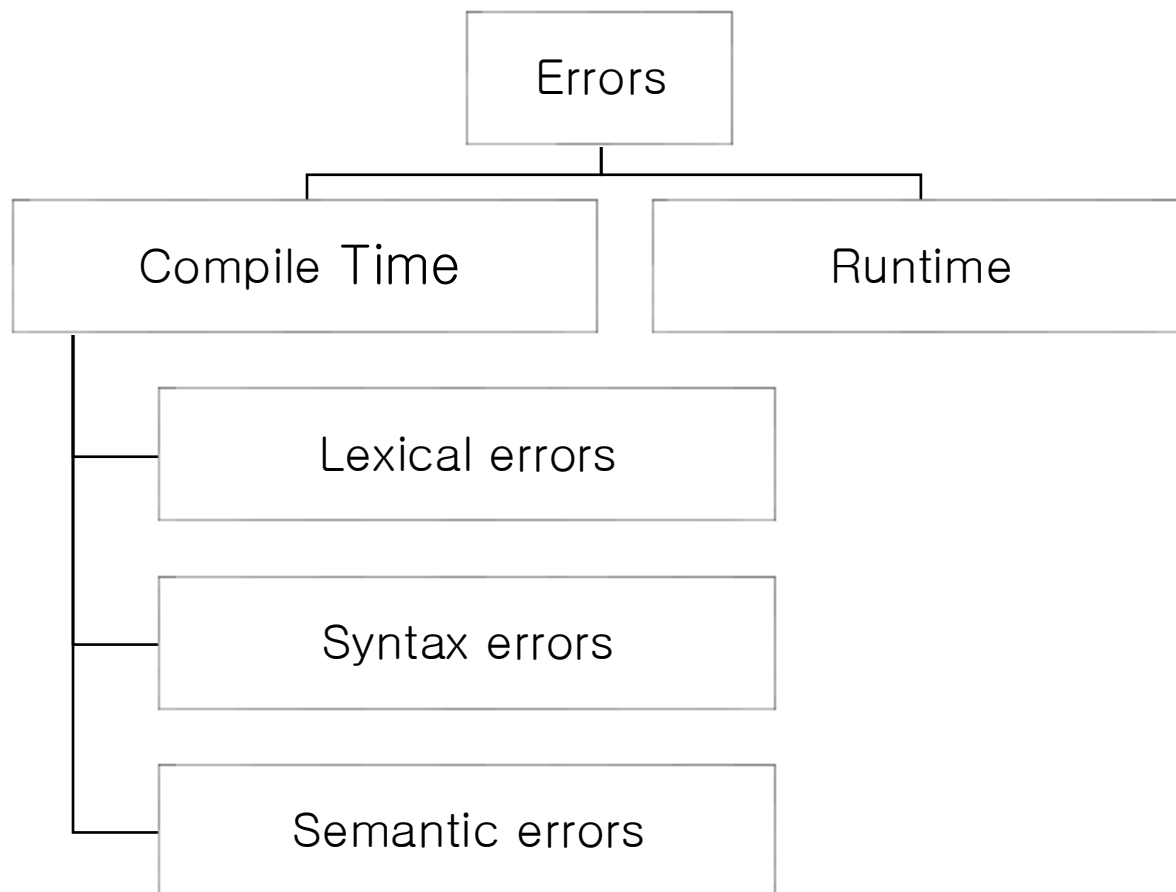 Errors
Compile Time
Runtime
Lexical errors
Syntax errors
Semantic errors